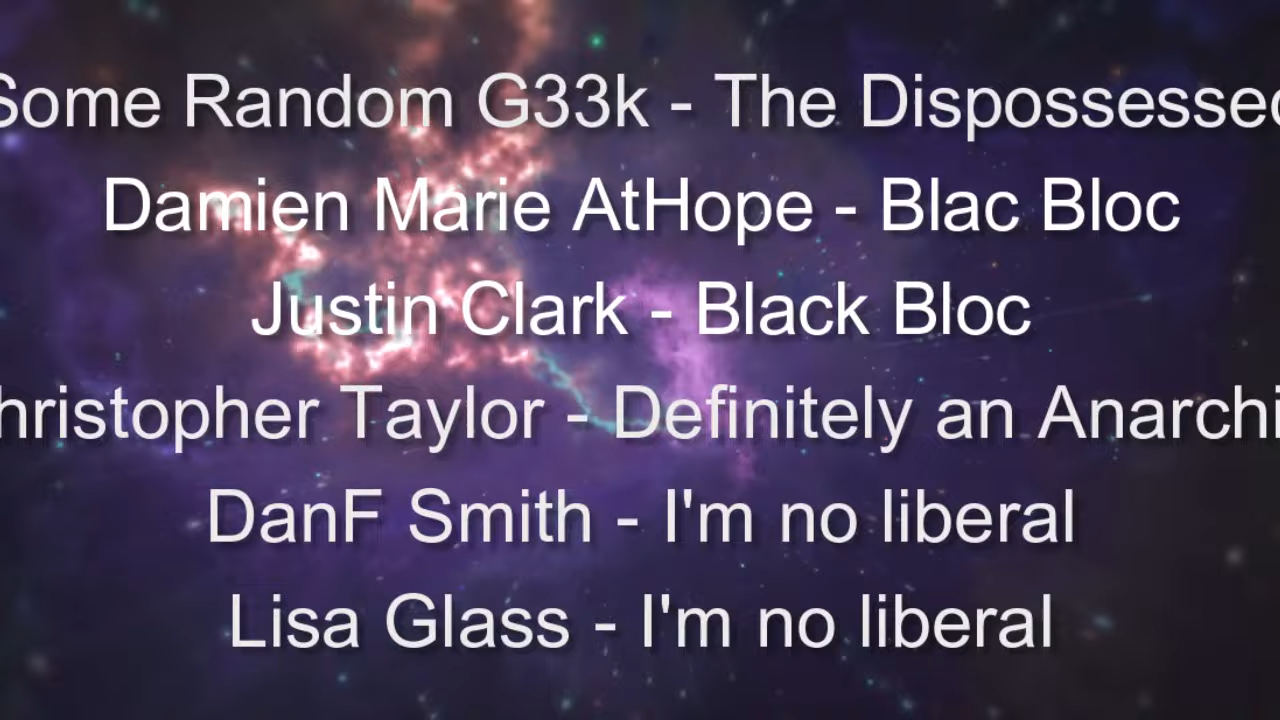 Some Random G33k - The Dispossessed
Damien Marie AtHope - Blac Bloc
Justin Clark - Black Bloc
hristopher Taylor - Definitely an Anarchi
DanF Smith - I'm no liberal
Lisa Glass - I'm no liberal